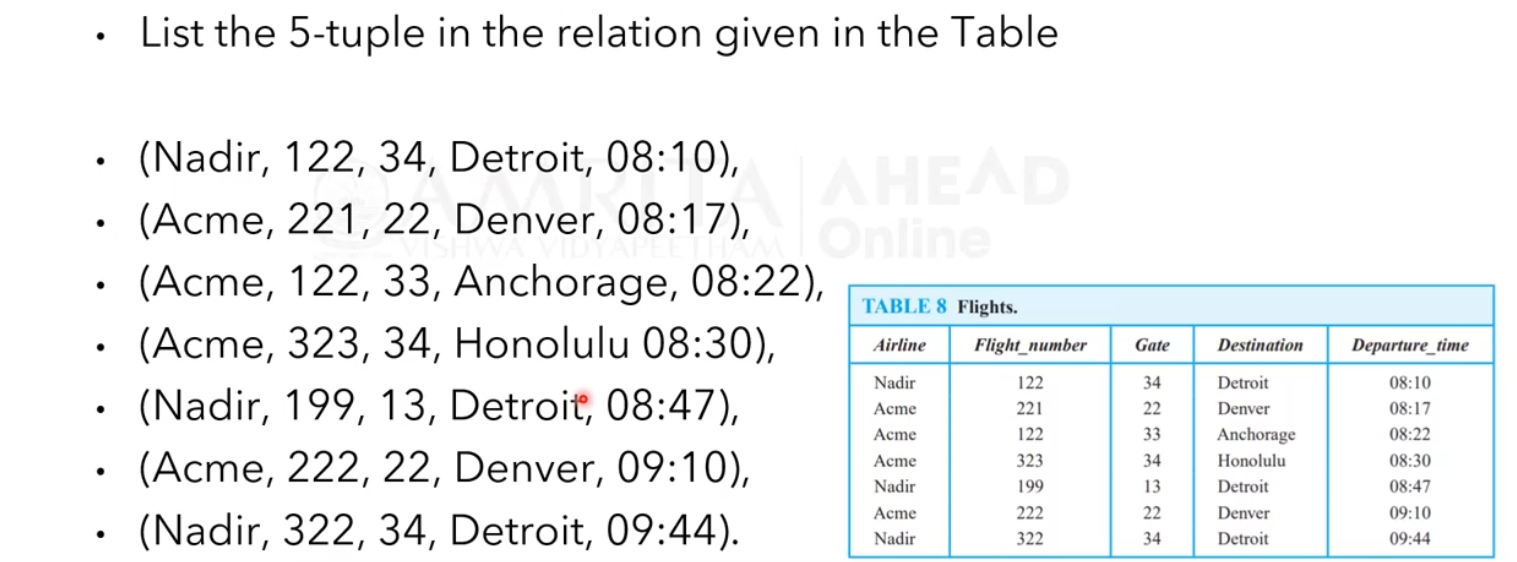 • List the 5-tuple in the relation given in the Table
• (Nadir, 122, 34, Detroit, 08:10),
• (Acme, 221, 22, Denver, 08:17),
• (Acme, 122, 33, Anchorage, 08:22),
• (Acme, 323, 34, Honolulu 08:30),
• (Nadir, 199, 13, Detroit, 08:47),
• (Acme, 222, 22, Denver, 09:10),
• (Nadir, 322, 34, Detroit, 09:44).
AMRITA
VISHWA VIDYAPEETHAM
AHEAD
Online
TABLE 8 Flights.
Airline Flight_number Gate Destination Departure_time
Nadir 122 34 Detroit 08:10
Acme 221 22 Denver 08:17
Acme 122 33 Anchorage 08:22
Acme 323 34 Honolulu 08:30
Nadir 199 13 Detroit 08:47
Acme 222 22 Denver 09:10
Nadir 322 34 Detroit 09:44